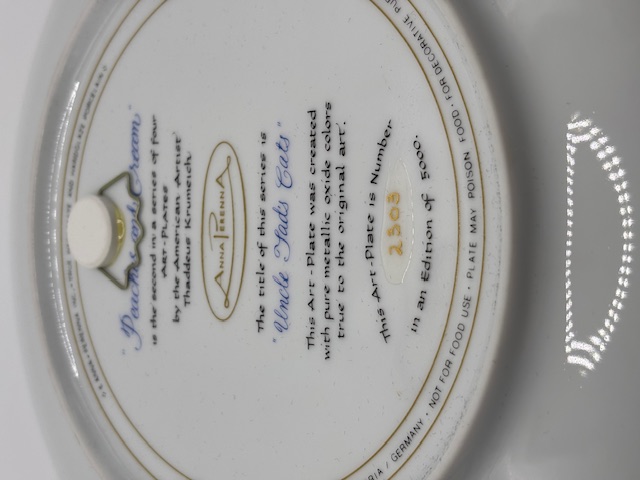 "Peaches and Cream"
is the second in a series of four
Art-Plates
by the American Artist
Thaddeus Krumeich
ANNA PERENNA
The title of this series is
"Uncle Tad's Cats"
This Art-Plate was created
with pure metallic oxide colors
true to the original art.
This Art-Plate is Number
2303
in an Edition of 5000.
RIA / GERMANY · NOT FOR FOOD USE · PLATE MAY POISON FOOD · FOR DECORATIVE PUR